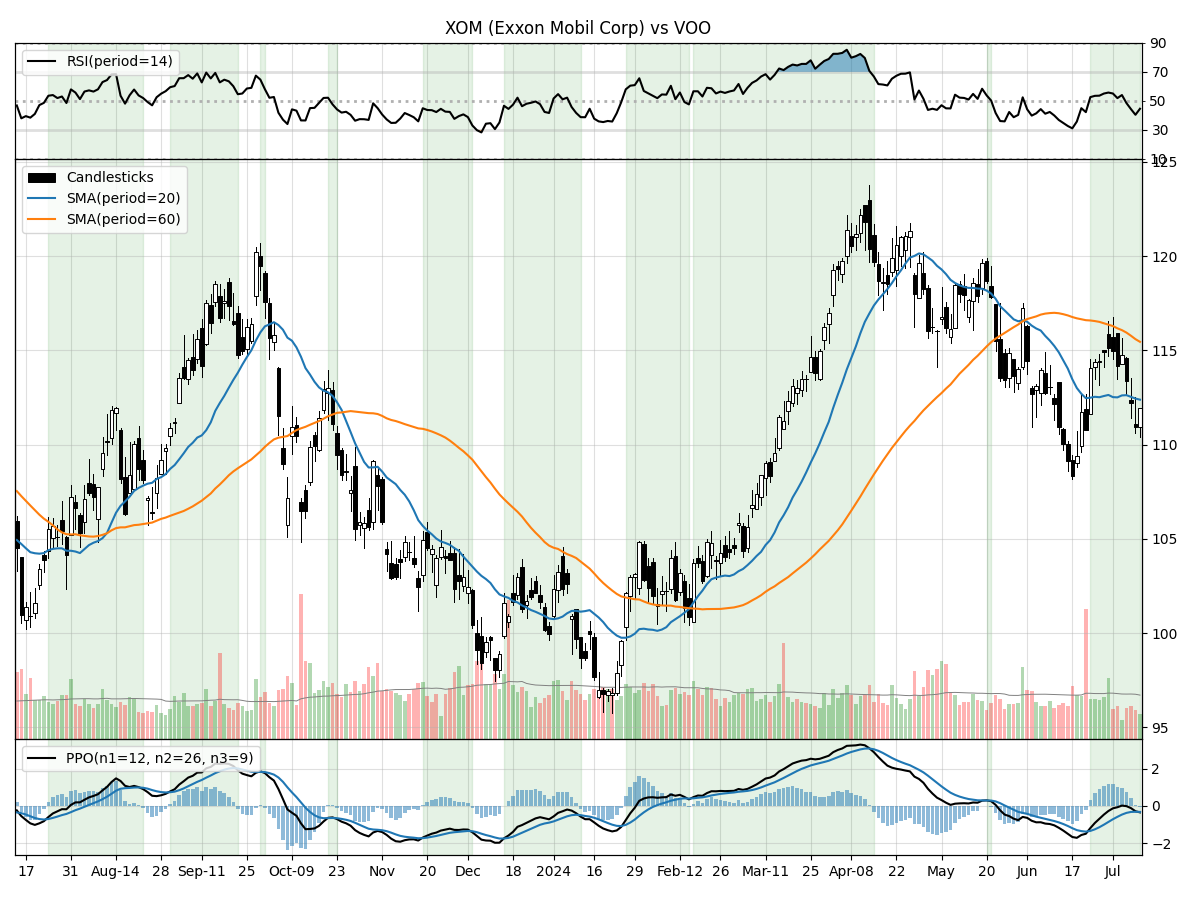 XOM (Exxon Mobil Corp) vs VOO
RSI(period=14)
90
70
50
30
10
Candlesticks
SMA(period=20)
SMA(period=60)
125
120
115
110
105
100
95
PPO(n1=12, n2=26, n3=9)
2
0
−2
17 31 Aug-14 28 Sep-11 25 Oct-09 23 Nov 20 Dec 18 2024 16 29 Feb-12 26 Mar-11 25 Apr-08 22 May 20 Jun 17 Jul